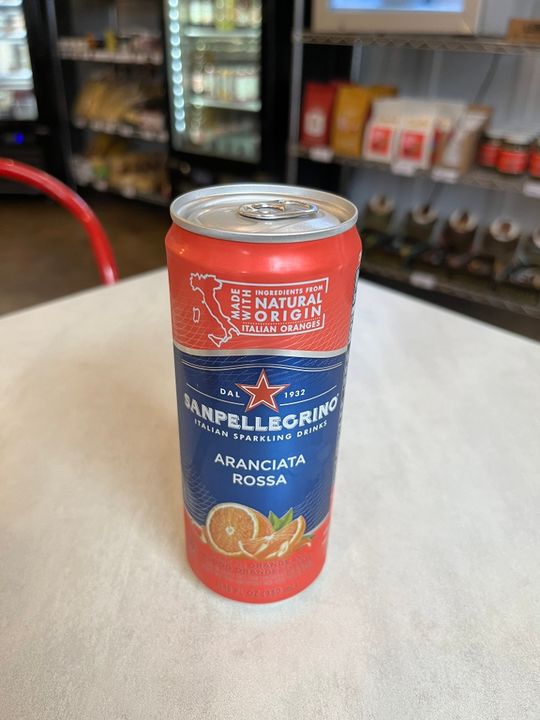 MADE WITH
INGREDIENTS FROM
NATURAL
ORIGIN
ITALIAN ORANGES
DAL 1932
SANPELLEGRINO
ITALIAN SPARKLING DRINKS
ARANCIATA
ROSSA